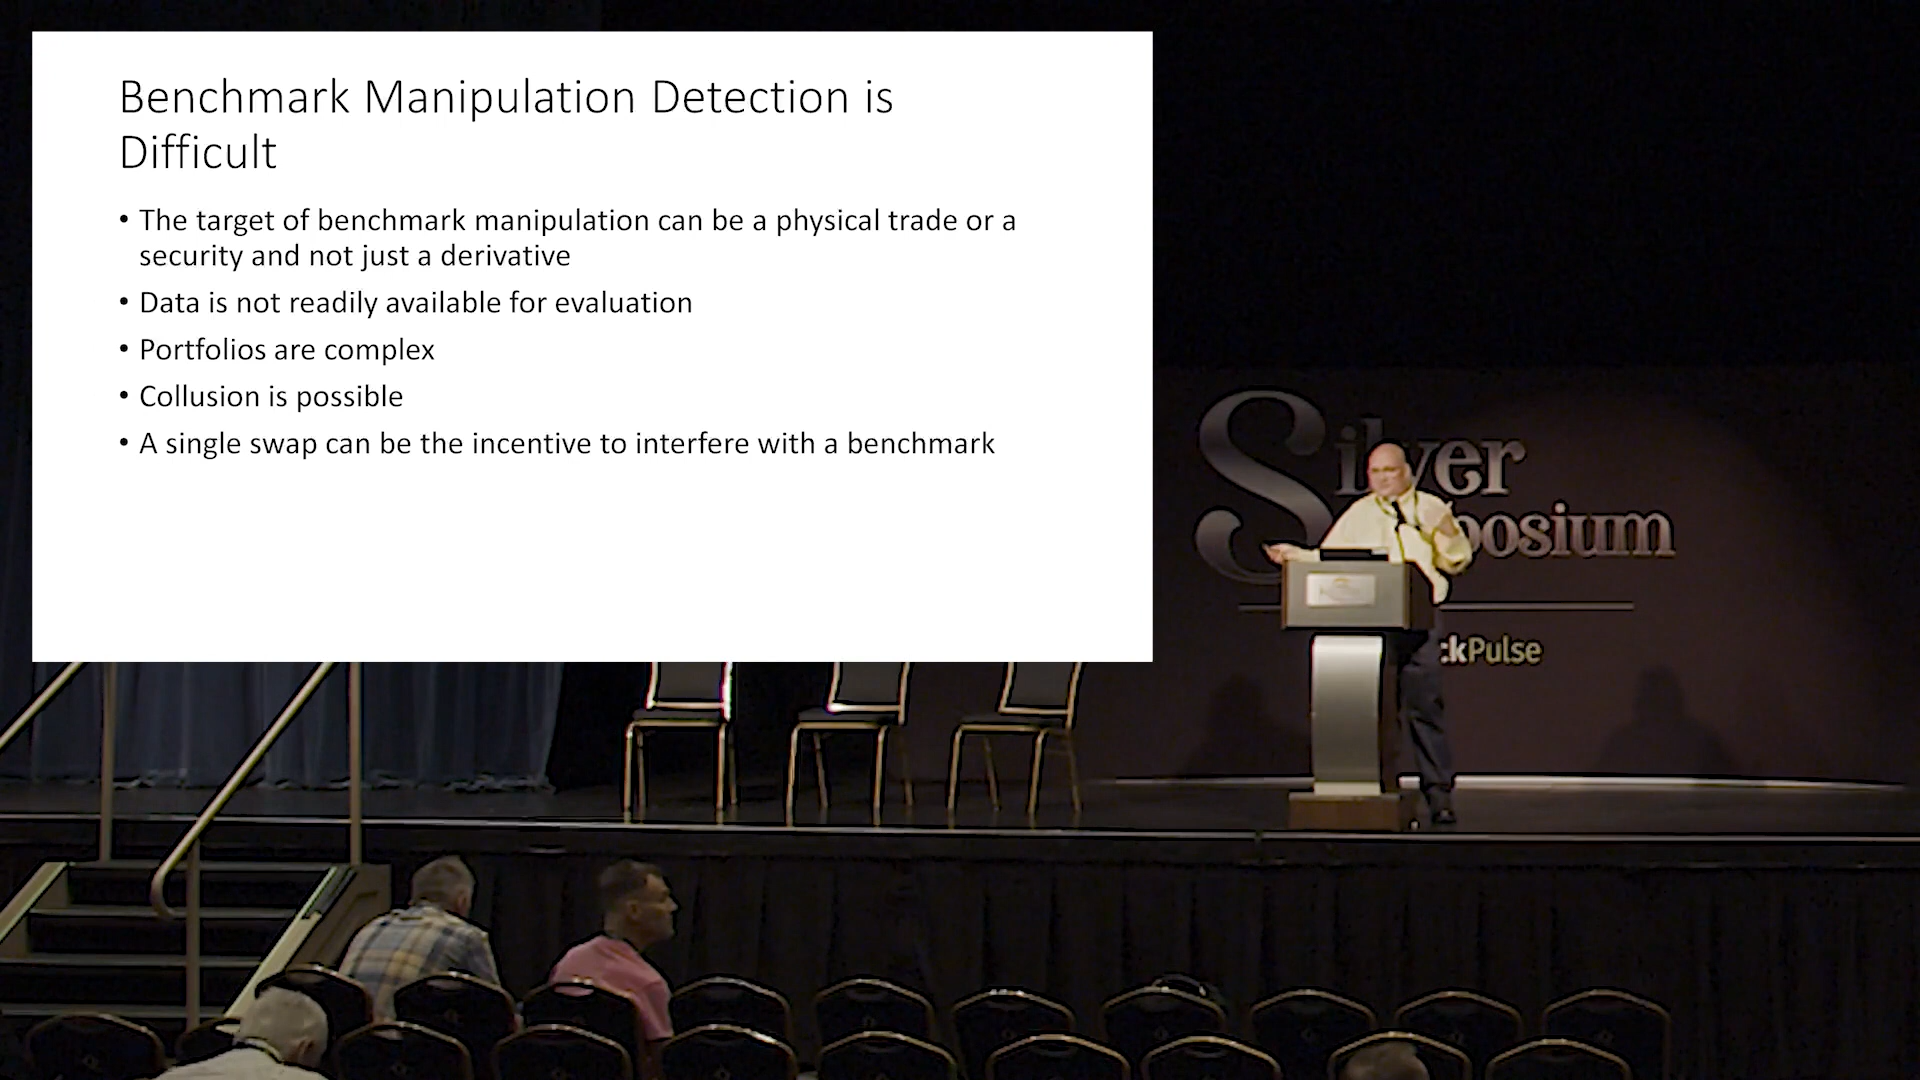 Benchmark Manipulation Detection is
Difficult
• The target of benchmark manipulation can be a physical trade or a
security and not just a derivative
• Data is not readily available for evaluation
• Portfolios are complex
• Collusion is possible
• A single swap can be the incentive to interfere with a benchmark
Silver
posium
ckPulse